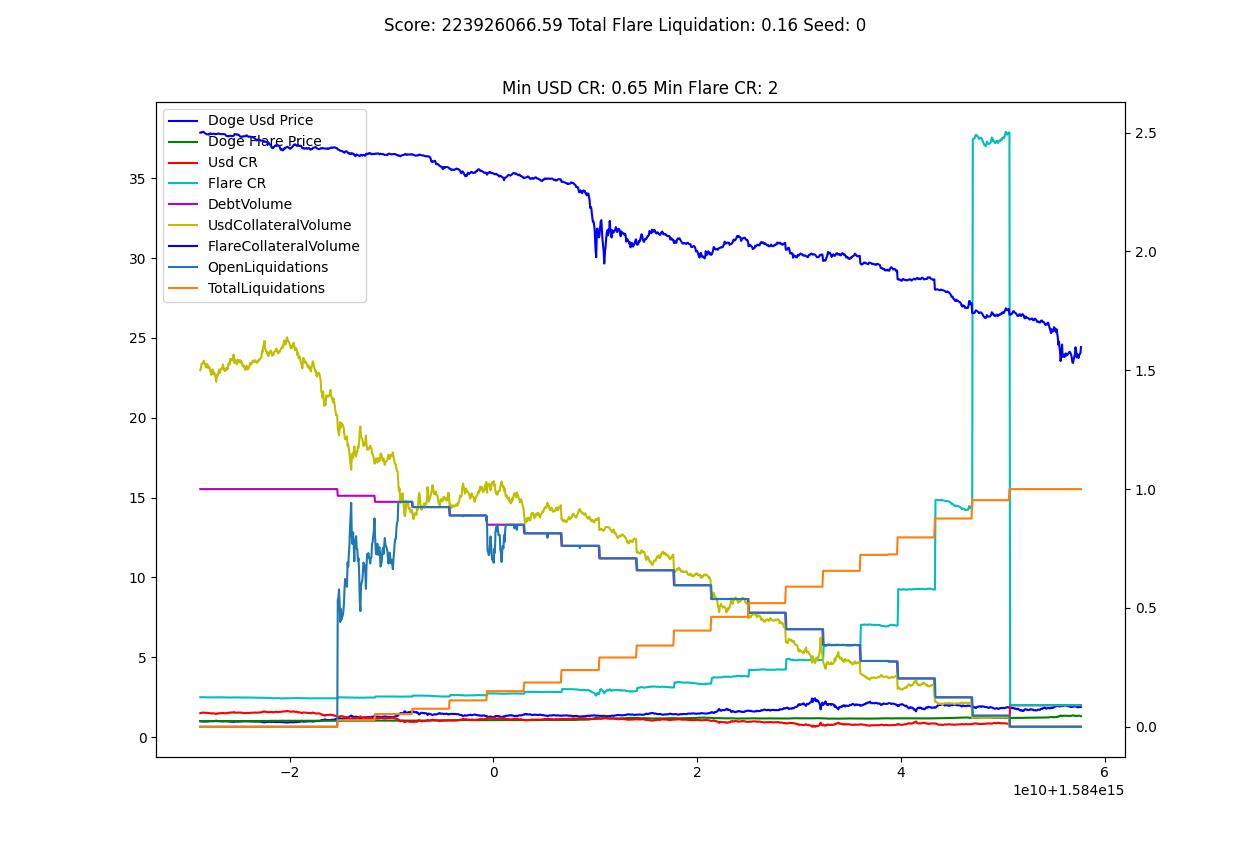 Score: 223926066.59 Total Flare Liquidation: 0.16 Seed: 0
Min USD CR: 0.65 Min Flare CR: 2
Doge Usd Price
Doge Flare Price
Usd CR
Flare CR
DebtVolume
UsdCollateralVolume
FlareCollateralVolume
OpenLiquidations
TotalLiquidations
35
30
25
20
15
10
5
0
2.5
2.0
1.5
1.0
0.5
0.0
−2 0 2 4 6
1e10+1.584e15